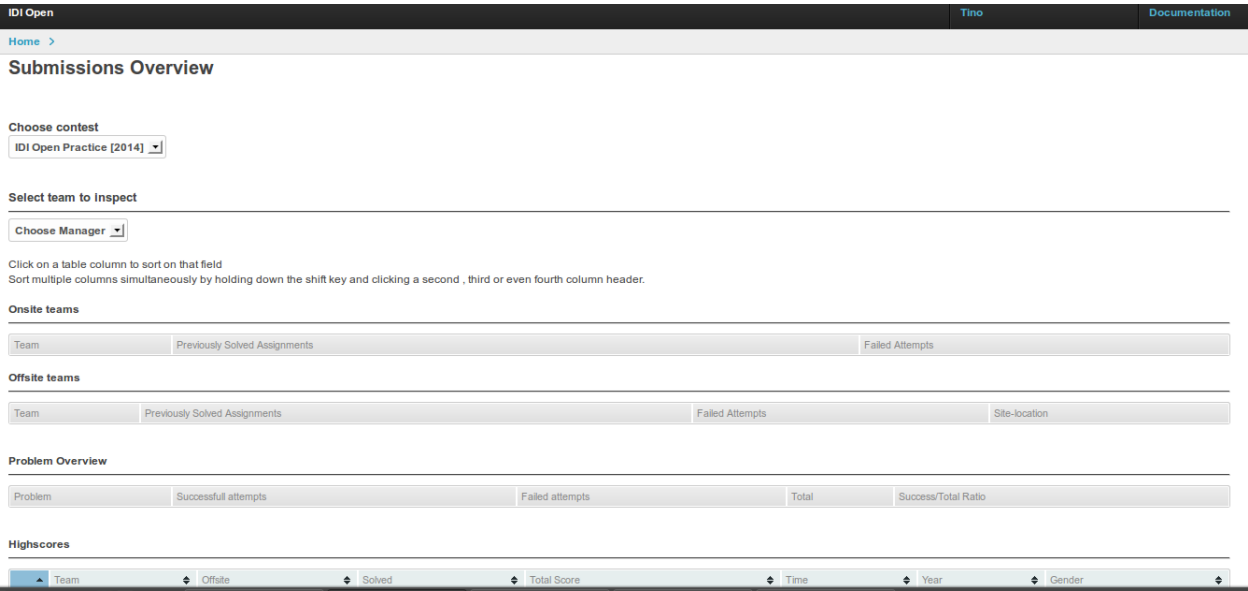 IDI Open Tino Documentation
Home >
Submissions Overview
Choose contest
IDI Open Practice [2014]
Select team to inspect
Choose Manager
Click on a table column to sort on that field
Sort multiple columns simultaneously by holding down the shift key and clicking a second , third or even fourth column header.
Onsite teams
Team Previously Solved Assignments Failed Attempts
Offsite teams
Team Previously Solved Assignments Failed Attempts Site-location
Problem Overview
Problem Successfull attempts Failed attempts Total Success/Total Ratio
Highscores
Team Offsite Solved Total Score Time Year Gender